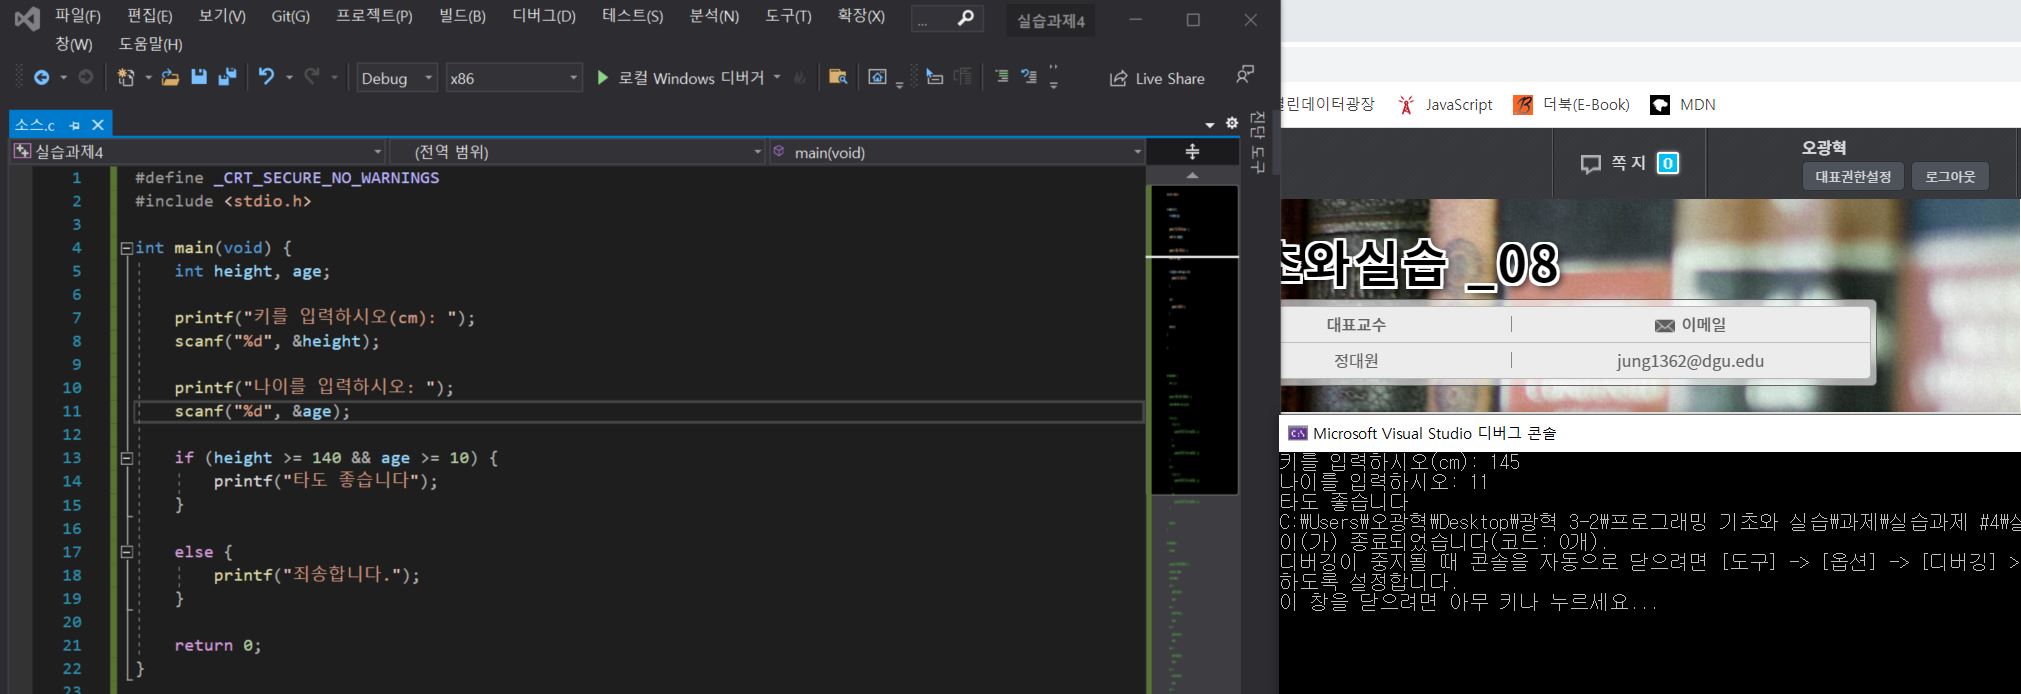 파일(F) 편집(E) 보기(V) Git(G) 프로젝트(P) 빌드(B) 디버그(D) 테스트(S) 분석(N) 도구(T) 확장(X) ... 실습과제4
창(W) 도움말(H)
Debug x86 로컬 Windows 디버거 Live Share
소스.c
실습과제4 (전역 범위) main(void)
진단 도구
1 #define _CRT_SECURE_NO_WARNINGS
2 #include <stdio.h>
3
4 int main(void) {
5 int height, age;
6
7 printf("키를 입력하시오(cm): ");
8 scanf("%d", &height);
9
10 printf("나이를 입력하시오: ");
11 scanf("%d", &age);
12
13 if (height >= 140 && age >= 10) {
14 printf("타도 좋습니다");
15 }
16
17 else {
18 printf("죄송합니다.");
19 }
20
21 return 0;
22 }
23
열린데이터광장 JavaScript 더북(E-Book) MDN
쪽지 0
오광혁
대표권한설정 로그아웃
초와실습 _08
대표교수 | 이메일
정대원 | jung1362@dgu.edu
Microsoft Visual Studio 디버그 콘솔
키를 입력하시오(cm): 145
나이를 입력하시오: 11
타도 좋습니다
C:\Users\오광혁\Desktop\광혁 3-2\프로그래밍 기초와 실습\과제\실습과제 #4\실
이(가) 종료되었습니다(코드: 0개).
디버깅이 중지될 때 콘솔을 자동으로 닫으려면 [도구] -> [옵션] -> [디버깅] >
하도록 설정합니다.
이 창을 닫으려면 아무 키나 누르세요...